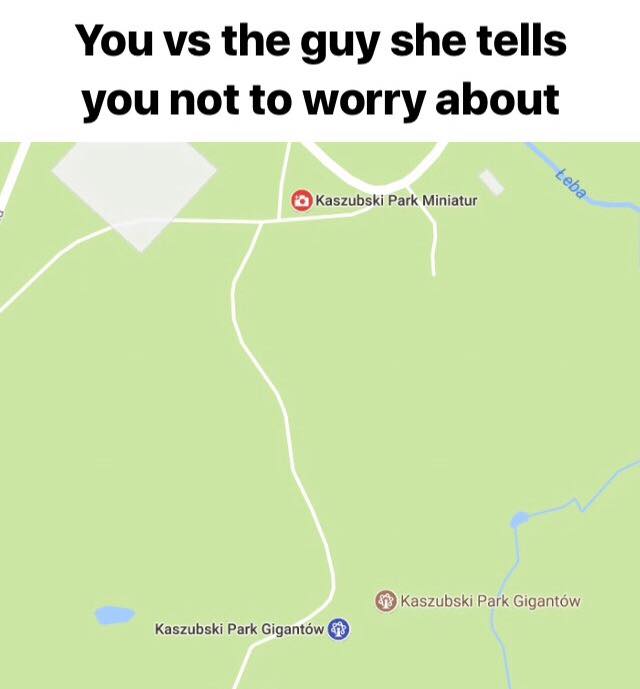 You vs the guy she tells
you not to worry about
Kaszubski Park Miniatur
Łeba
Kaszubski Park Gigantów
Kaszubski Park Gigantów